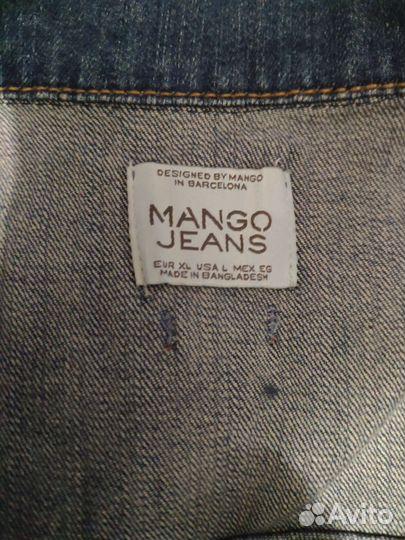 DESIGNED BY MANGO
IN BARCELONA
MANGO
JEANS
EUR XL USA L MEX EG
MADE IN BANGLADESH
Avito